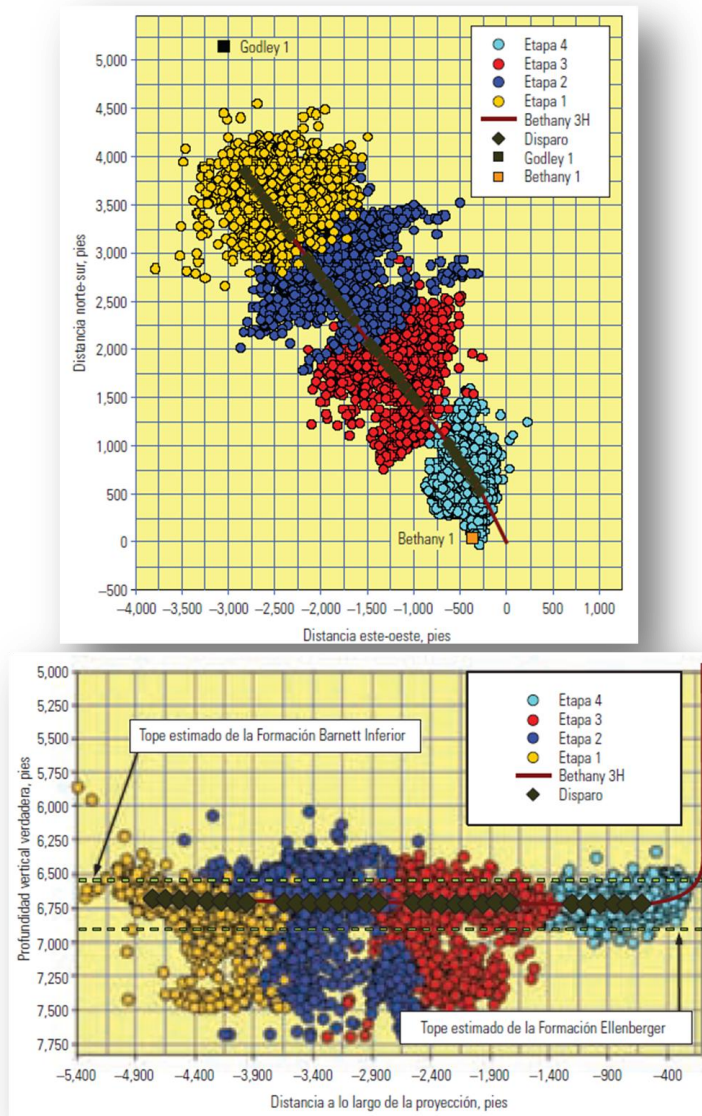 Godley 1
Etapa 4
Etapa 3
Etapa 2
Etapa 1
Bethany 3H
Disparo
Godley 1
Bethany 1
5,000
4,500
4,000
3,500
3,000
2,500
2,000
1,500
1,000
500
0
–500
Distancia norte-sur, pies
Bethany 1
–4,000 –3,500 –3,000 –2,500 –2,000 –1,500 –1,000 –500 0 500 1,000
Distancia este-oeste, pies
5,000
5,250
5,500
5,750
6,000
6,250
6,500
6,750
7,000
7,250
7,500
7,750
Profundidad vertical verdadera, pies
Tope estimado de la Formación Barnett Inferior
Etapa 4
Etapa 3
Etapa 2
Etapa 1
Bethany 3H
Disparo
Tope estimado de la Formación Ellenberger
–5,400 –4,900 –4,400 –3,900 –3,400 –2,900 –2,400 –1,900 –1,400 –900 –400
Distancia a lo largo de la proyección, pies